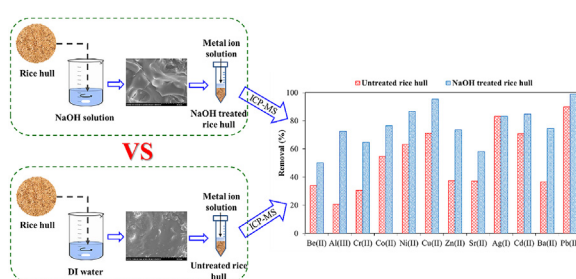 Rice hull
NaOH solution
Metal ion
solution
NaOH treated
rice hull
ICP-MS
VS
Rice hull
DI water
Metal ion
solution
Untreated rice
hull
ICP-MS
Untreated rice hull
NaOH treated rice hull
Removal (%)
100
80
60
40
20
0
Be(II) Al(III) Cr(II) Co(II) Ni(II) Cu(II) Zn(II) Sr(II) Ag(I) Cd(II) Ba(II) Pb(II)